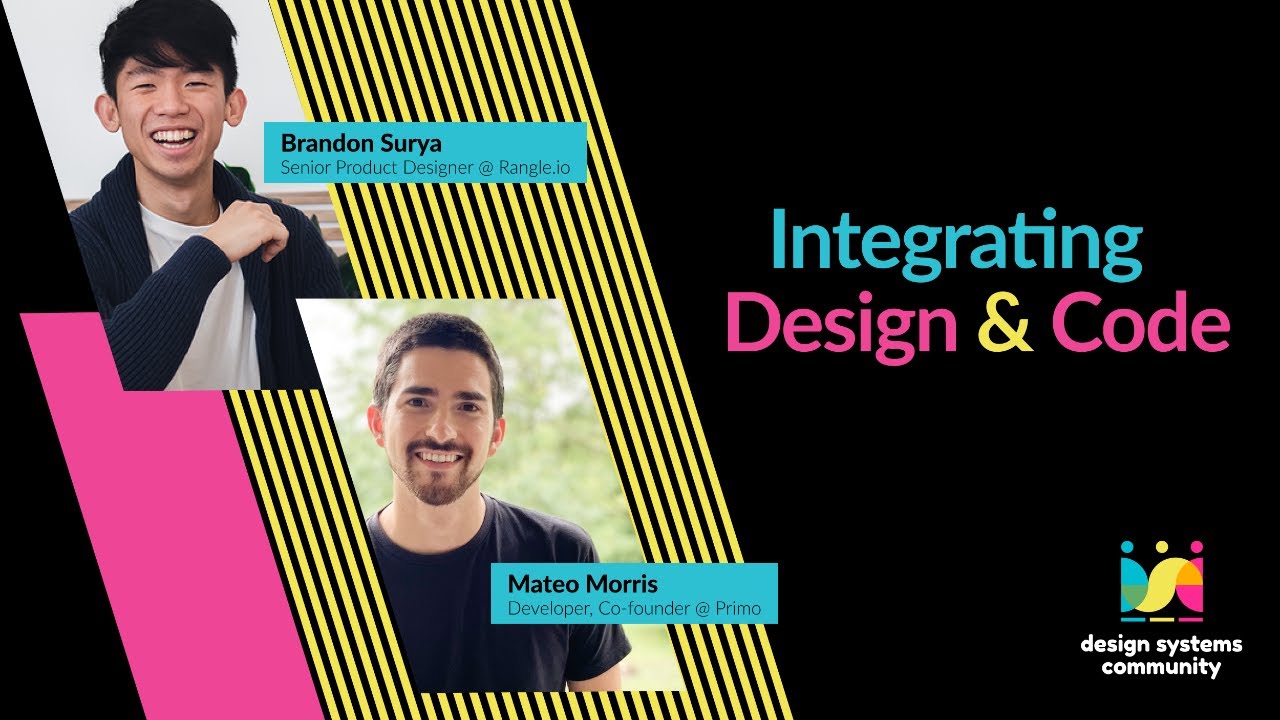 Brandon Surya
Senior Product Designer @ Rangle.io
Integrating
Design & Code
Mateo Morris
Developer, Co-founder @ Primo
design systems
community